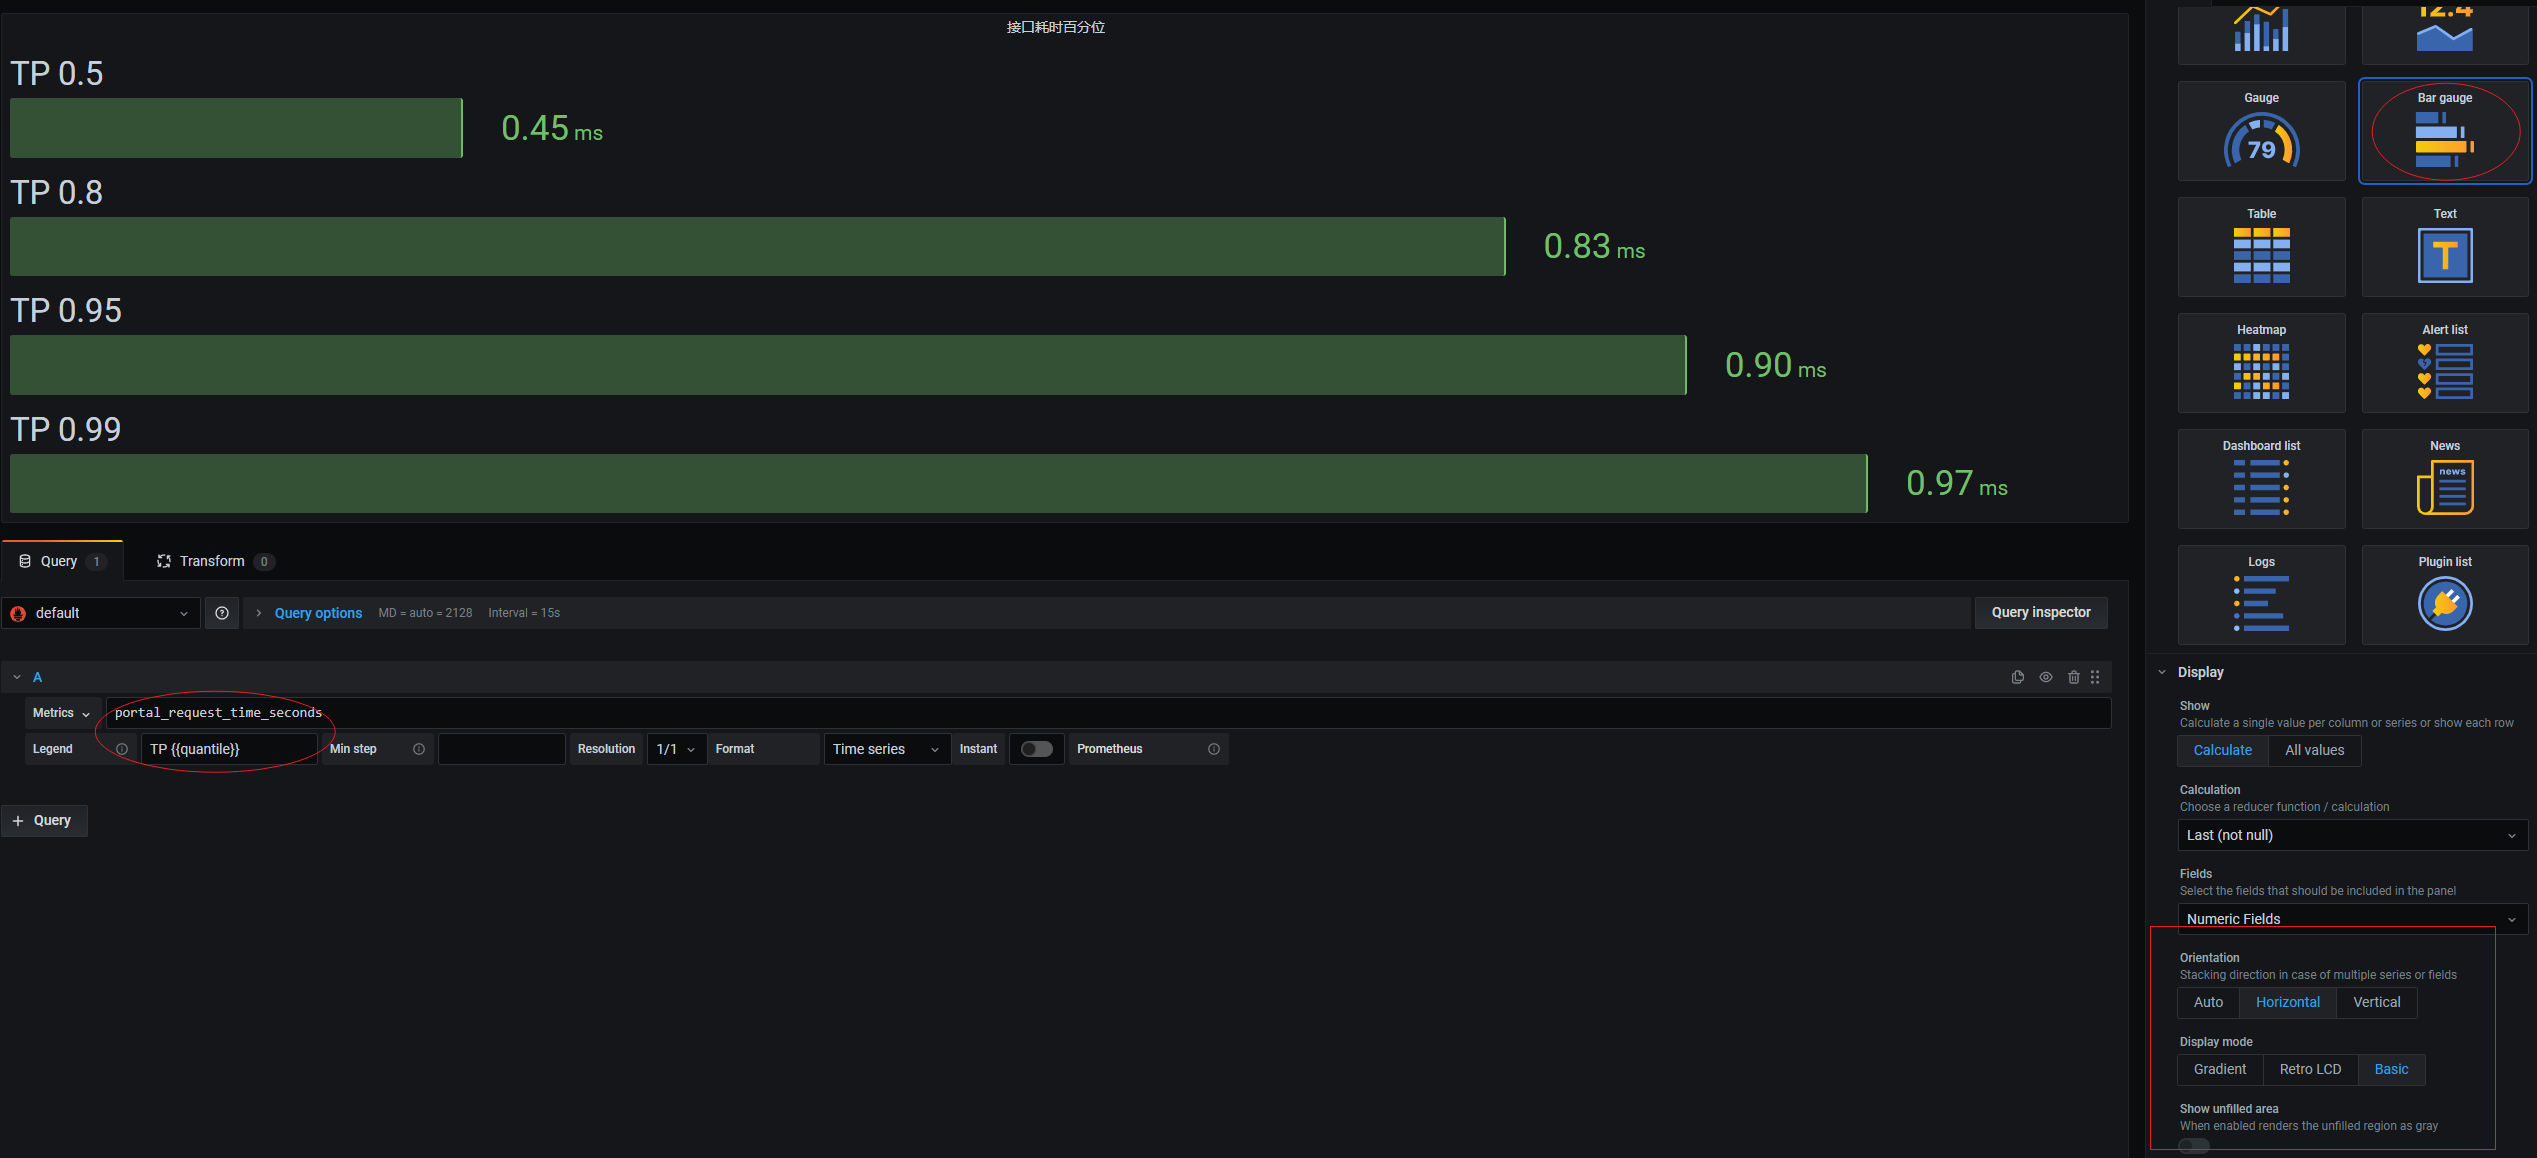 接口耗时百分位
TP 0.5
0.45 ms
TP 0.8
0.83 ms
TP 0.95
0.90 ms
TP 0.99
0.97 ms
Query 1
Transform 0
default
Query options MD = auto = 2128 Interval = 15s
Query inspector
A
Metrics portal_request_time_seconds
Legend TP {{quantile}} Min step Resolution 1/1 Format Time series Instant Prometheus
+ Query
12.4
Gauge
79
Bar gauge
Table
Text
T
Heatmap
Alert list
Dashboard list
News
news
Logs
Plugin list
Display
Show
Calculate a single value per column or series or show each row
Calculate All values
Calculation
Choose a reducer function / calculation
Last (not null)
Fields
Select the fields that should be included in the panel
Numeric Fields
Orientation
Stacking direction in case of multiple series or fields
Auto Horizontal Vertical
Display mode
Gradient Retro LCD Basic
Show unfilled area
When enabled renders the unfilled region as gray